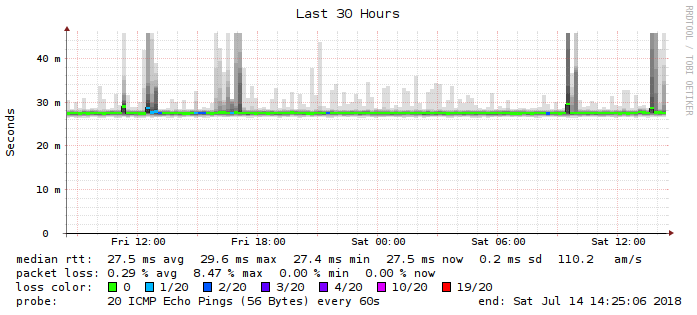 Last 30 Hours
RRDTOOL / TOBI OETIKER
Seconds
40 m
30 m
20 m
10 m
0
Fri 12:00 Fri 18:00 Sat 00:00 Sat 06:00 Sat 12:00
median rtt: 27.5 ms avg 29.6 ms max 27.4 ms min 27.5 ms now 0.2 ms sd 110.2 am/s
packet loss: 0.29 % avg 8.47 % max 0.00 % min 0.00 % now
loss color: 0 1/20 2/20 3/20 4/20 10/20 19/20
probe: 20 ICMP Echo Pings (56 Bytes) every 60s end: Sat Jul 14 14:25:06 2018